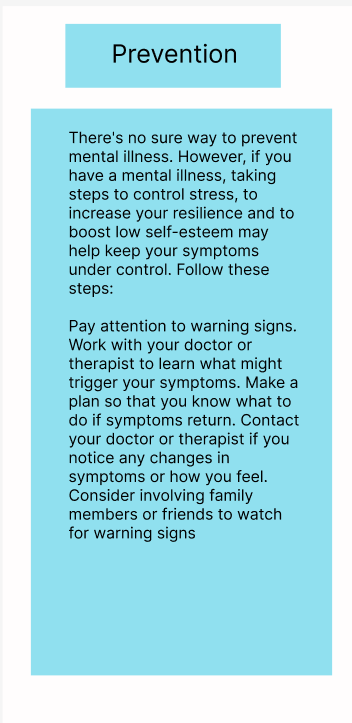 Prevention
There's no sure way to prevent
mental illness. However, if you
have a mental illness, taking
steps to control stress, to
increase your resilience and to
boost low self-esteem may
help keep your symptoms
under control. Follow these
steps:
Pay attention to warning signs.
Work with your doctor or
therapist to learn what might
trigger your symptoms. Make a
plan so that you know what to
do if symptoms return. Contact
your doctor or therapist if you
notice any changes in
symptoms or how you feel.
Consider involving family
members or friends to watch
for warning signs